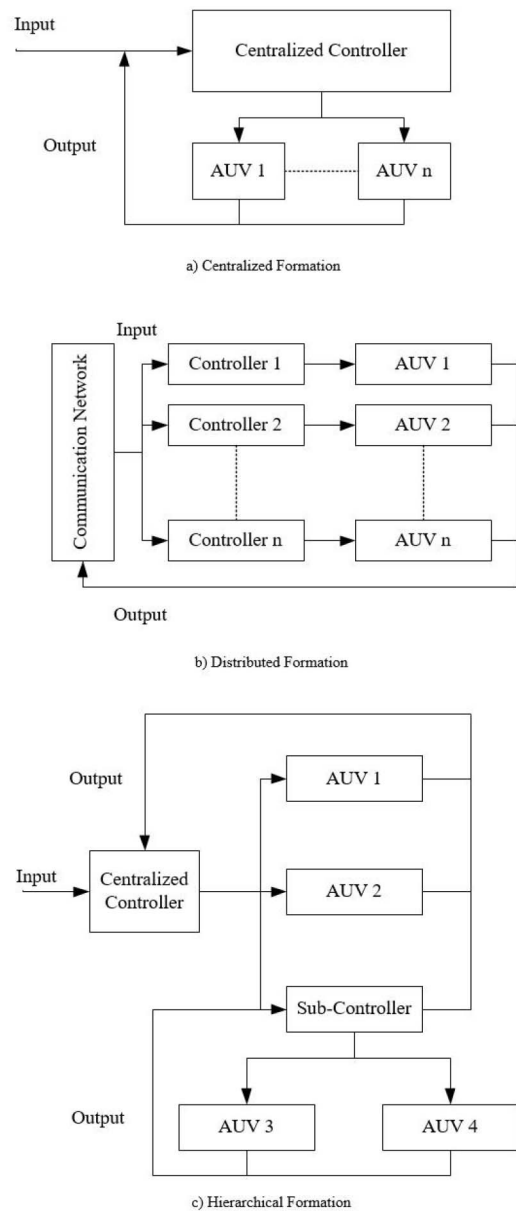 Input
Centralized Controller
Output
AUV 1
AUV n
a) Centralized Formation
Input
Communication Network
Controller 1
AUV 1
Controller 2
AUV 2
Controller n
AUV n
Output
b) Distributed Formation
Output
AUV 1
Input
Centralized
Controller
AUV 2
Sub-Controller
Output
AUV 3
AUV 4
c) Hierarchical Formation